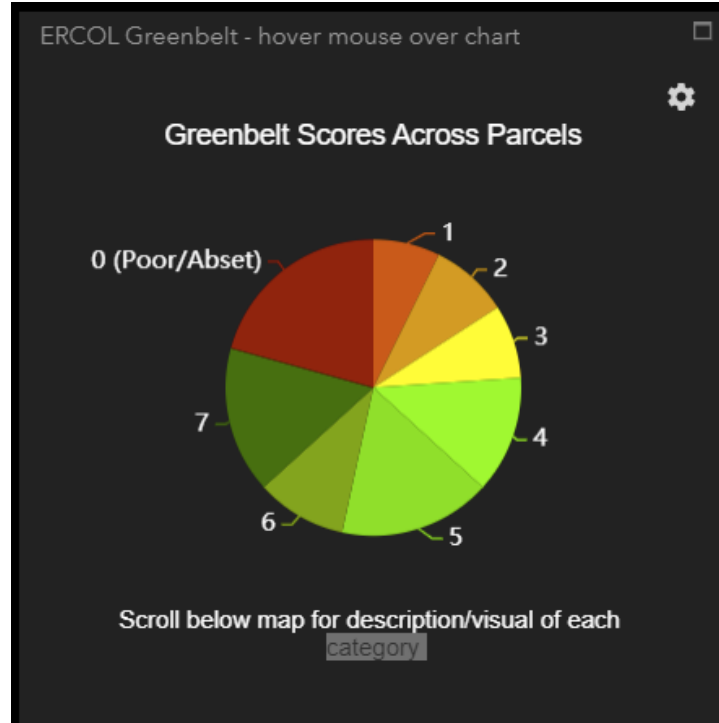 ERCOL Greenbelt - hover mouse over chart
Greenbelt Scores Across Parcels
1
0 (Poor/Abset)
2
3
7
4
6
5
Scroll below map for description/visual of each
category